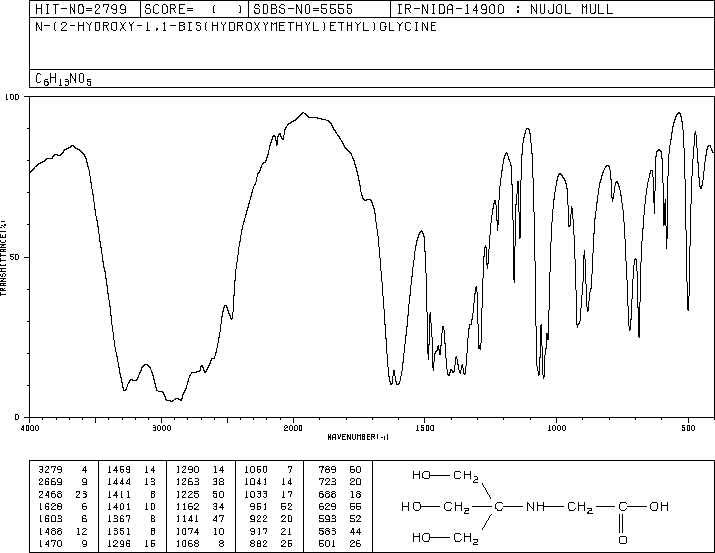 HIT-NO=2799 SCORE= ( ) SDBS-NO=5555 IR-NIDA-14900 : NUJOL MULL
N-(2-HYDROXY-1,1-BIS(HYDROXYMETHYL)ETHYL)GLYCINE
C6H13NO5
100
50
0
TRANSMITTANCE(%)
4000 3000 2000 1500 1000 500
WAVENUMBER(-1)
3279 4 1459 14 1290 14 1060 7 789 60
2669 9 1444 13 1263 38 1041 14 723 20
2468 23 1411 8 1225 50 1033 17 688 18
1628 6 1401 10 1162 34 951 52 629 55
1603 6 1367 8 1141 47 922 20 593 52
1488 12 1351 8 1074 10 917 21 583 44
1470 9 1296 16 1068 8 882 26 501 26
HO CH2
HO CH2 C NH CH2 C OH
HO CH2 O